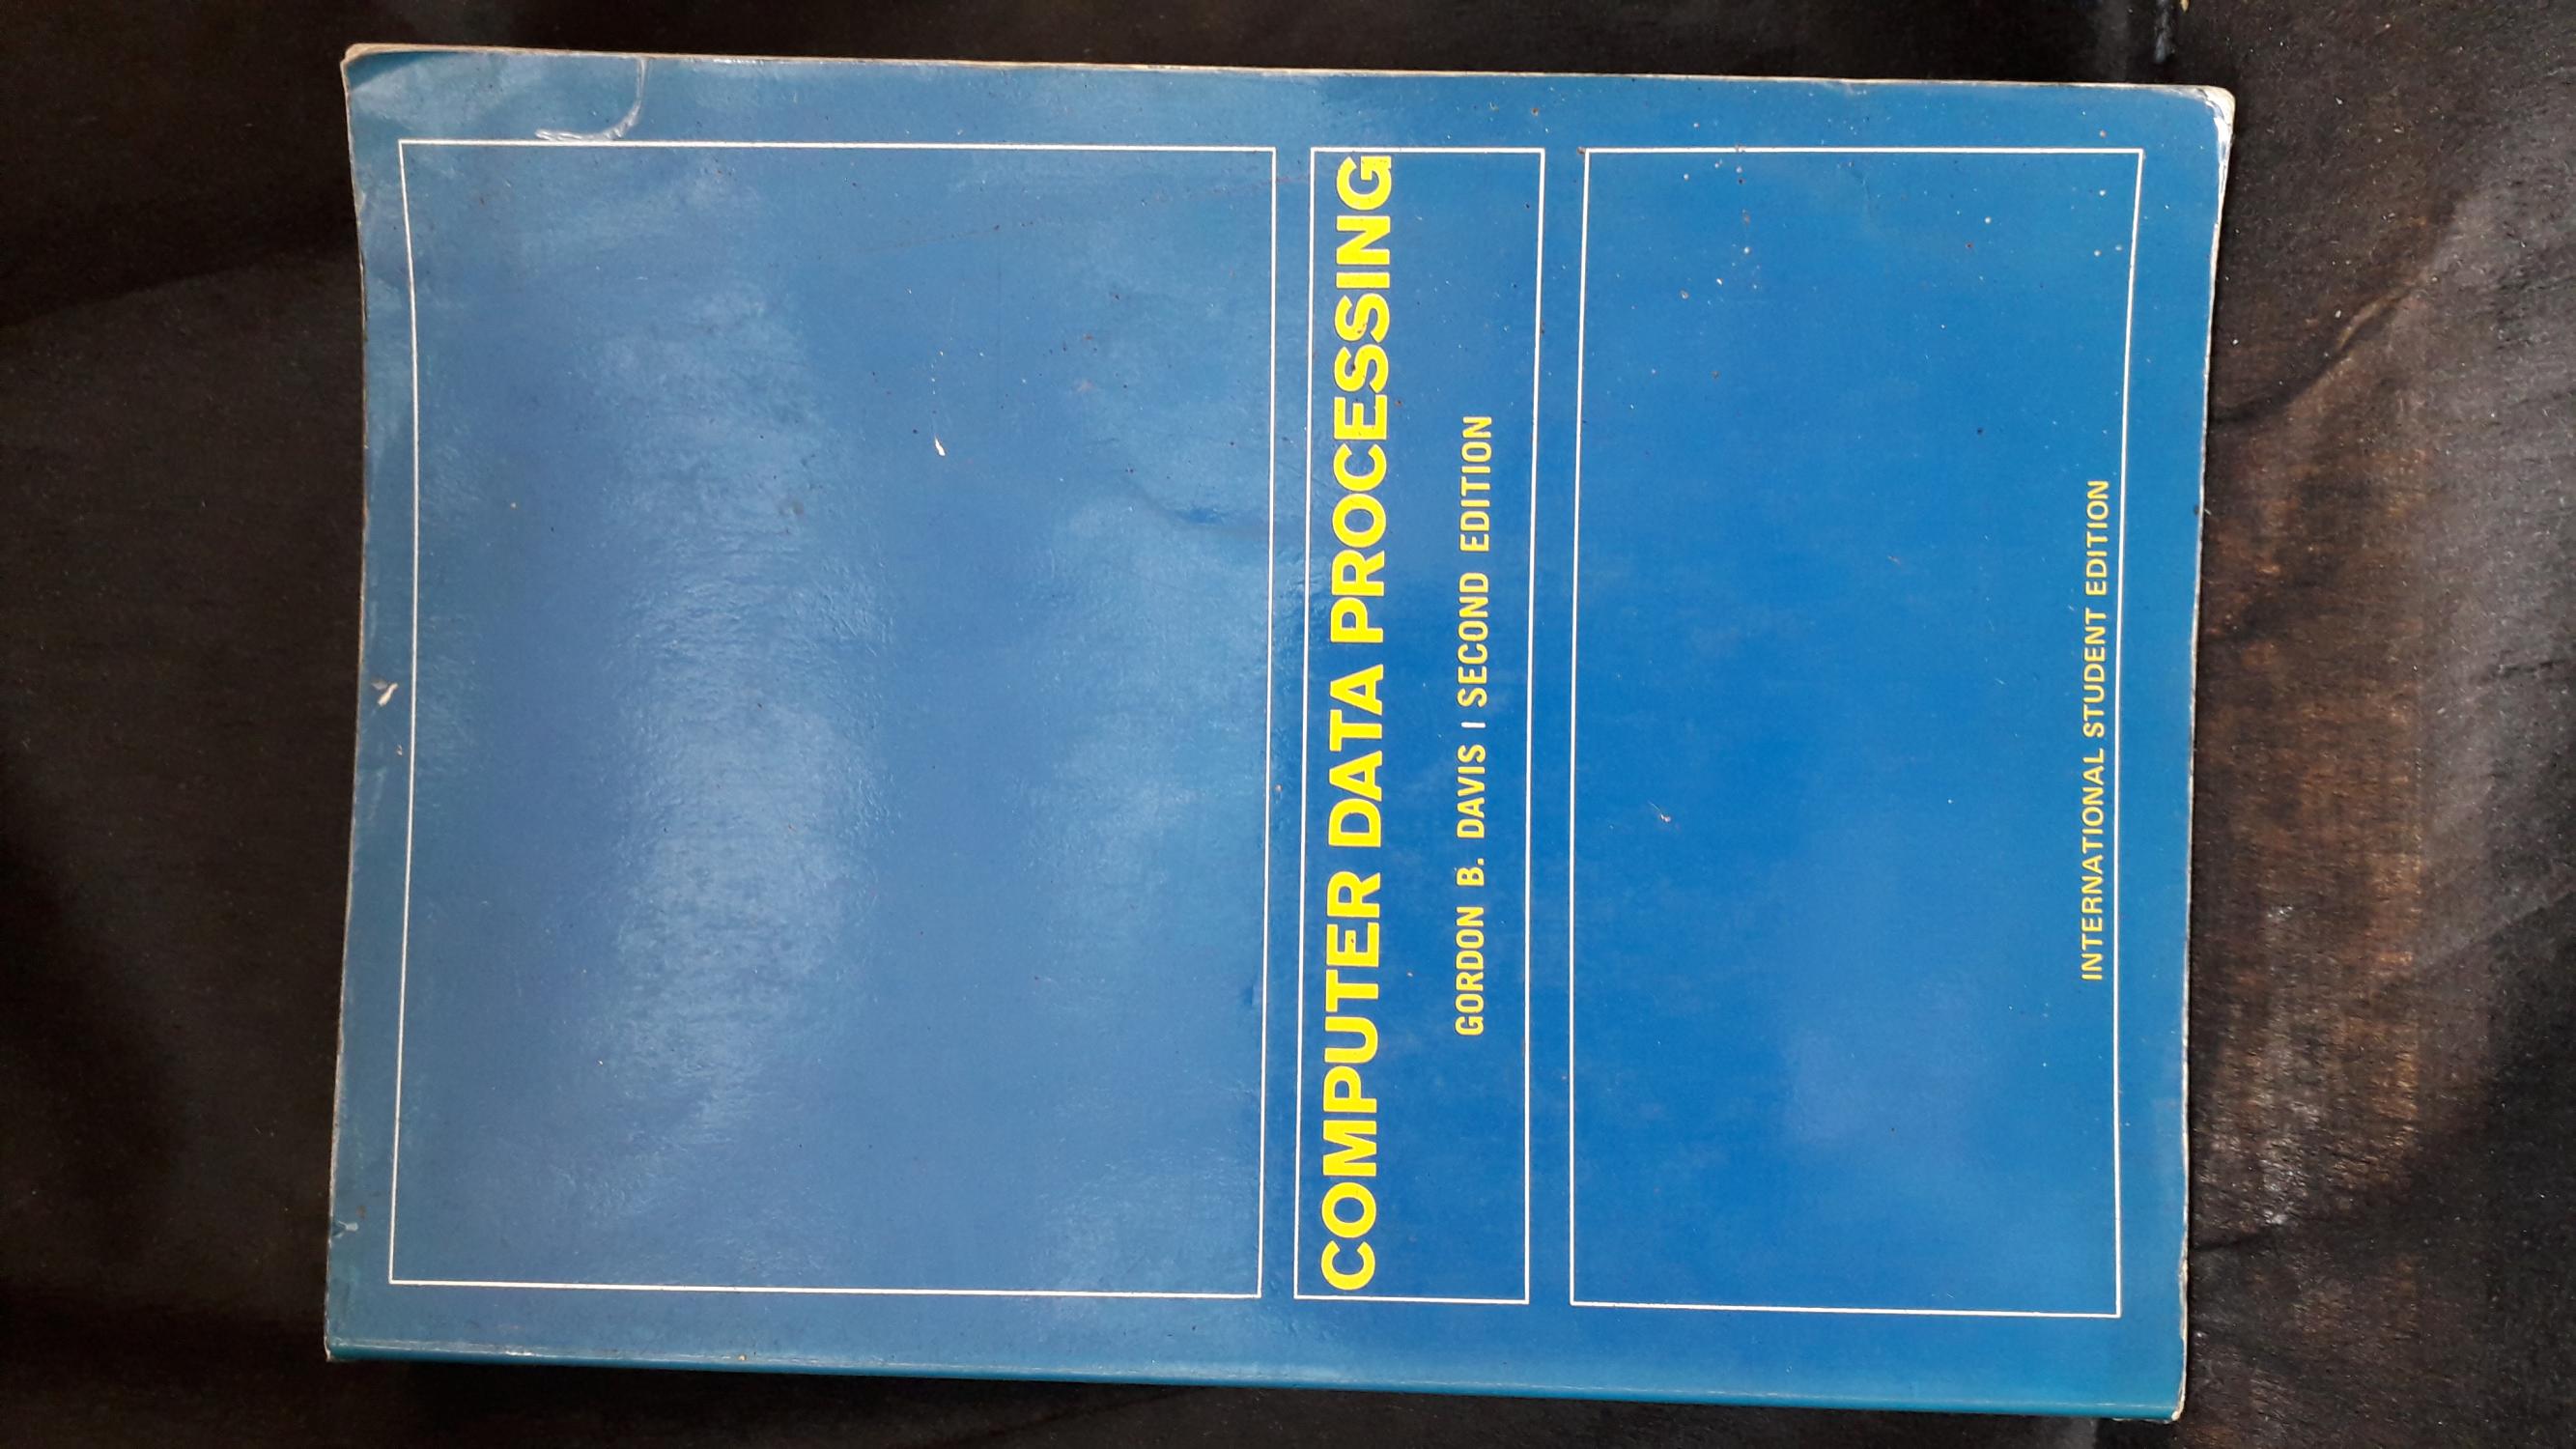 COMPUTER DATA PROCESSING
GORDON B. DAVIS | SECOND EDITION
INTERNATIONAL STUDENT EDITION